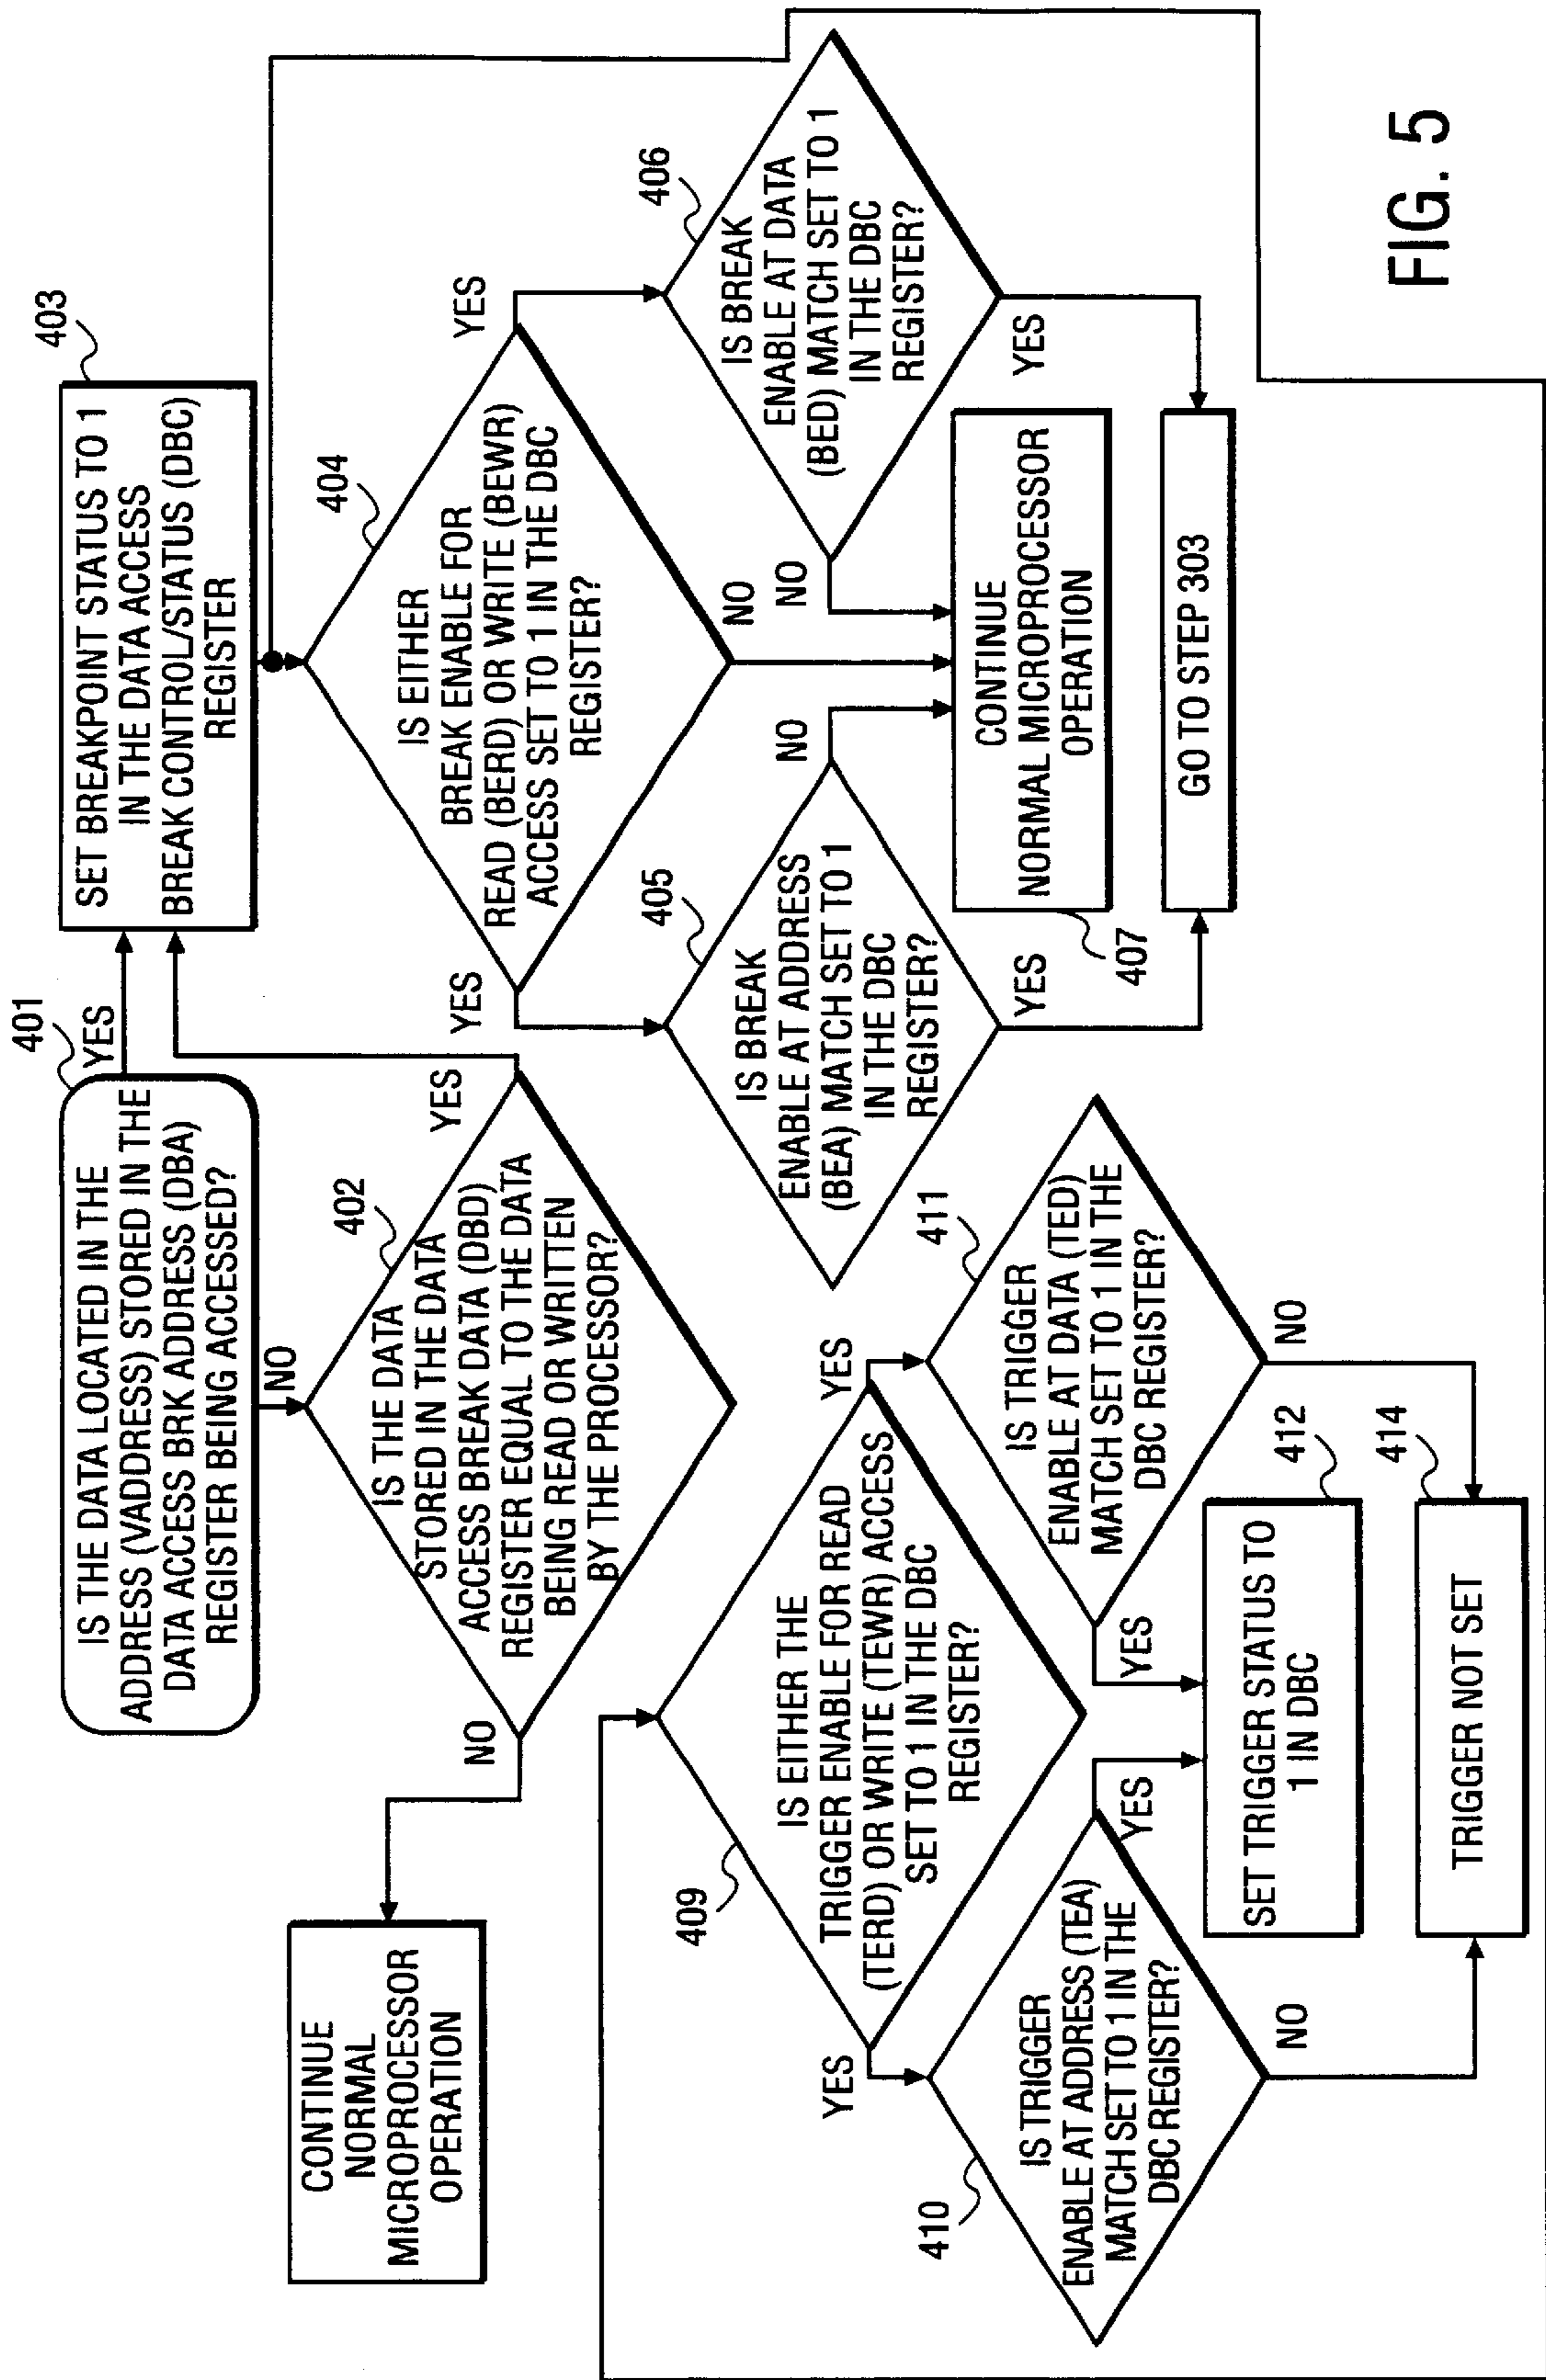 401
IS THE DATA LOCATED IN THE
ADDRESS (VADDRESS) STORED IN THE
DATA ACCESS BRK ADDRESS (DBA)
REGISTER BEING ACCESSED?
YES
NO
403
SET BREAKPOINT STATUS TO 1
IN THE DATA ACCESS
BREAK CONTROL/STATUS (DBC)
REGISTER
402
IS THE DATA
STORED IN THE DATA
ACCESS BREAK DATA (DBD)
REGISTER EQUAL TO THE DATA
BEING READ OR WRITTEN
BY THE PROCESSOR?
YES
NO
CONTINUE
NORMAL
MICROPROCESSOR
OPERATION
404
IS EITHER
BREAK ENABLE FOR
READ (BERD) OR WRITE (BEWR)
ACCESS SET TO 1 IN THE DBC
REGISTER?
YES
YES
NO
405
IS BREAK
ENABLE AT ADDRESS
(BEA) MATCH SET TO 1
IN THE DBC
REGISTER?
NO
YES
406
IS BREAK
ENABLE AT DATA
(BED) MATCH SET TO 1
IN THE DBC
REGISTER?
NO
YES
CONTINUE
NORMAL MICROPROCESSOR
OPERATION
407
GO TO STEP 303
409
IS EITHER THE
TRIGGER ENABLE FOR READ
(TERD) OR WRITE (TEWR) ACCESS
SET TO 1 IN THE DBC
REGISTER?
YES
YES
410
IS TRIGGER
ENABLE AT ADDRESS (TEA)
MATCH SET TO 1 IN THE
DBC REGISTER?
YES
NO
411
IS TRIGGER
ENABLE AT DATA (TED)
MATCH SET TO 1 IN THE
DBC REGISTER?
YES
NO
412
SET TRIGGER STATUS TO
1 IN DBC
414
TRIGGER NOT SET
FIG. 5